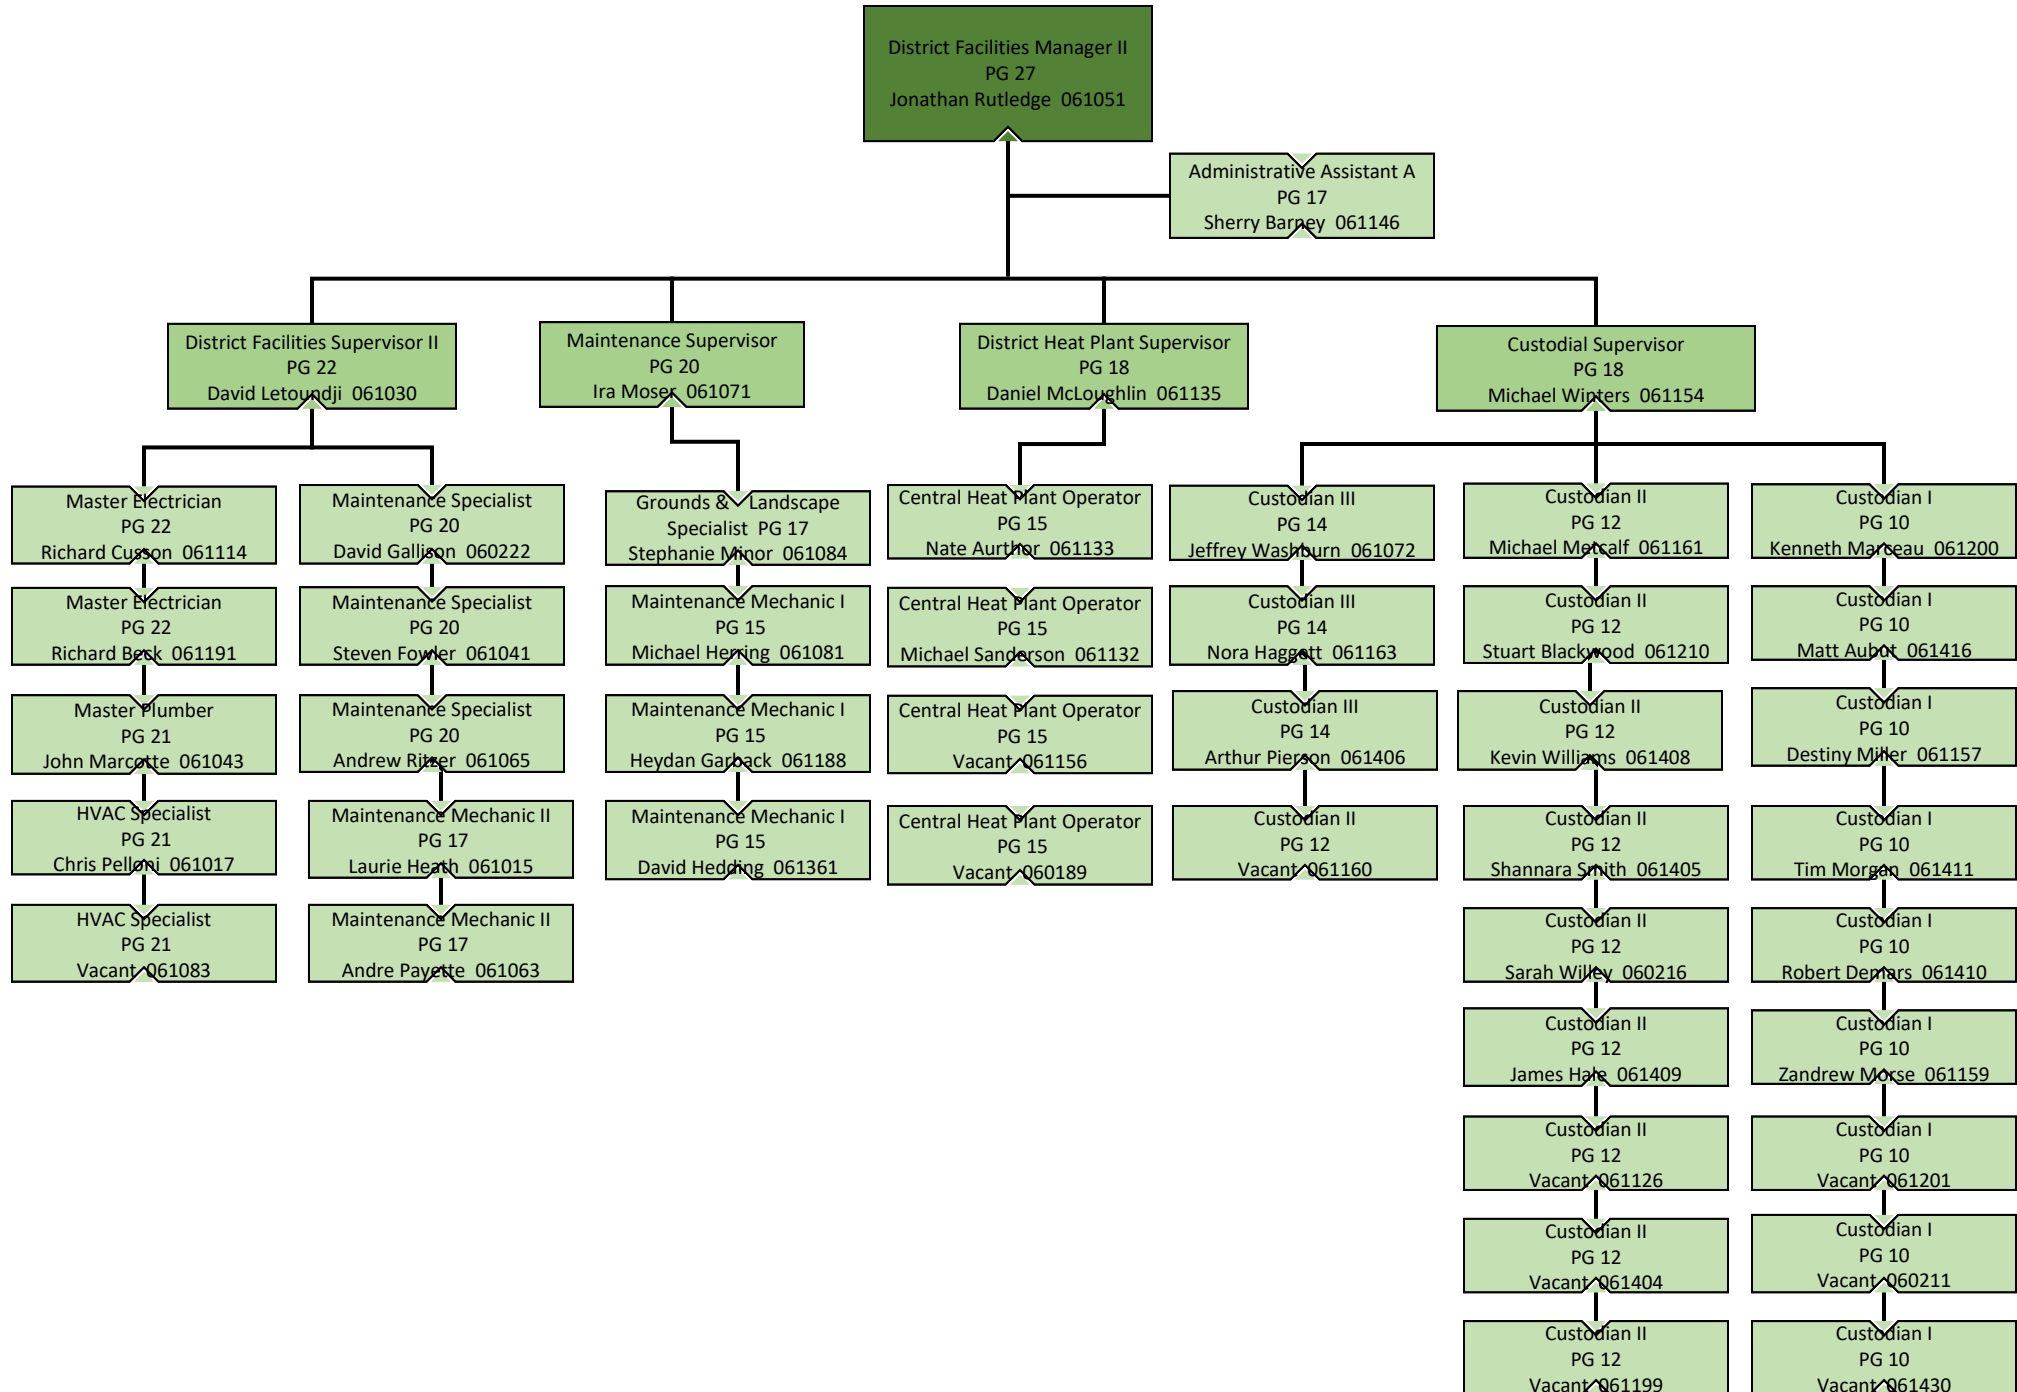 District Facilities Manager II
PG 27
Jonathan Rutledge 061051
Administrative Assistant A
PG 17
Sherry Barney 061146
District Facilities Supervisor II
PG 22
David Letoundji 061030
Maintenance Supervisor
PG 20
Ira Moser 061071
District Heat Plant Supervisor
PG 18
Daniel McLoughlin 061135
Custodial Supervisor
PG 18
Michael Winters 061154
Master Electrician
PG 22
Richard Cusson 061114
Master Electrician
PG 22
Richard Beck 061191
Master Plumber
PG 21
John Marcotte 061043
HVAC Specialist
PG 21
Chris Pelloni 061017
HVAC Specialist
PG 21
Vacant 061083
Maintenance Specialist
PG 20
David Gallison 060222
Maintenance Specialist
PG 20
Steven Fowler 061041
Maintenance Specialist
PG 20
Andrew Ritzer 061065
Maintenance Mechanic II
PG 17
Laurie Heath 061015
Maintenance Mechanic II
PG 17
Andre Payette 061063
Grounds & Landscape
Specialist PG 17
Stephanie Minor 061084
Maintenance Mechanic I
PG 15
Michael Herring 061081
Maintenance Mechanic I
PG 15
Heydan Garback 061188
Maintenance Mechanic I
PG 15
David Hedding 061361
Central Heat Plant Operator
PG 15
Nate Aurthor 061133
Central Heat Plant Operator
PG 15
Michael Sanderson 061132
Central Heat Plant Operator
PG 15
Vacant 061156
Central Heat Plant Operator
PG 15
Vacant 060189
Custodian III
PG 14
Jeffrey Washburn 061072
Custodian III
PG 14
Nora Haggett 061163
Custodian III
PG 14
Arthur Pierson 061406
Custodian II
PG 12
Vacant 061160
Custodian II
PG 12
Michael Metcalf 061161
Custodian II
PG 12
Stuart Blackwood 061210
Custodian II
PG 12
Kevin Williams 061408
Custodian II
PG 12
Shannara Smith 061405
Custodian II
PG 12
Sarah Willey 060216
Custodian II
PG 12
James Hale 061409
Custodian II
PG 12
Vacant 061126
Custodian II
PG 12
Vacant 061404
Custodian II
PG 12
Vacant 061199
Custodian I
PG 10
Kenneth Marceau 061200
Custodian I
PG 10
Matt Aubut 061416
Custodian I
PG 10
Destiny Miller 061157
Custodian I
PG 10
Tim Morgan 061411
Custodian I
PG 10
Robert Demars 061410
Custodian I
PG 10
Zandrew Morse 061159
Custodian I
PG 10
Vacant 061201
Custodian I
PG 10
Vacant 060211
Custodian I
PG 10
Vacant 061430